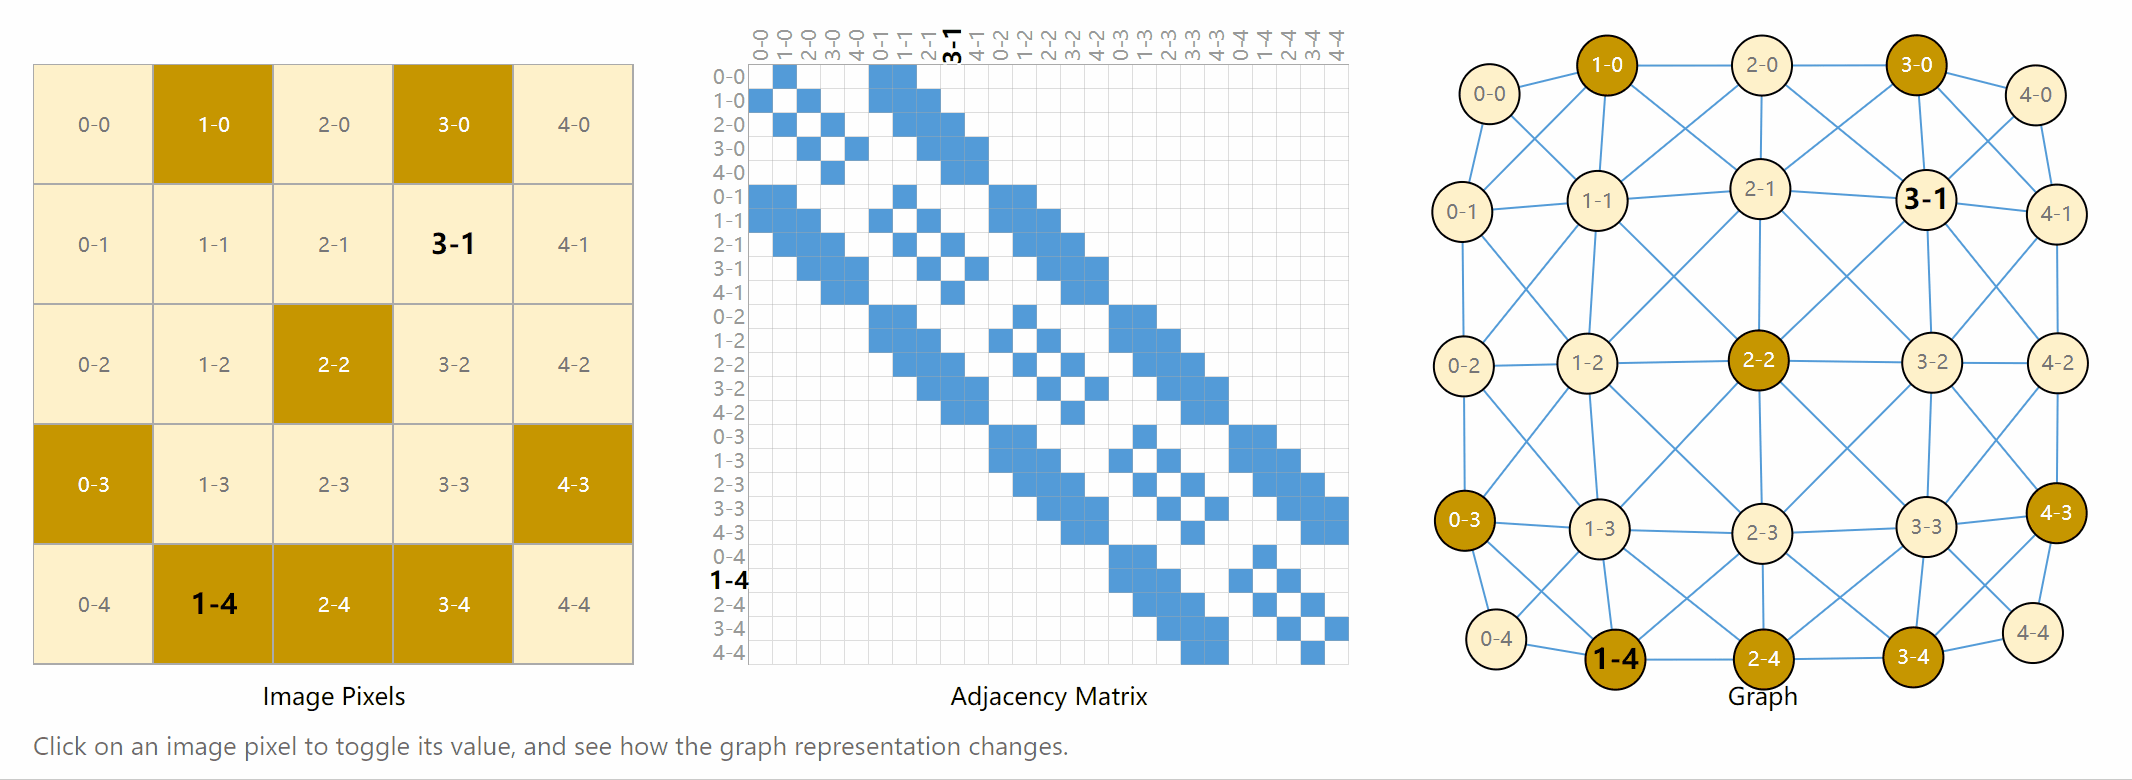 0-0 1-0 2-0 3-0 4-0
0-1 1-1 2-1 3-1 4-1
0-2 1-2 2-2 3-2 4-2
0-3 1-3 2-3 3-3 4-3
0-4 1-4 2-4 3-4 4-4
Image Pixels
0-0 1-0 2-0 3-0 4-0 0-1 1-1 2-1 3-1 4-1 0-2 1-2 2-2 3-2 4-2 0-3 1-3 2-3 3-3 4-3 0-4 1-4 2-4 3-4 4-4
0-0
1-0
2-0
3-0
4-0
0-1
1-1
2-1
3-1
4-1
0-2
1-2
2-2
3-2
4-2
0-3
1-3
2-3
3-3
4-3
0-4
1-4
2-4
3-4
4-4
Adjacency Matrix
0-0 1-0 2-0 3-0 4-0
0-1 1-1 2-1 3-1 4-1
0-2 1-2 2-2 3-2 4-2
0-3 1-3 2-3 3-3 4-3
0-4 1-4 2-4 3-4 4-4
Graph
Click on an image pixel to toggle its value, and see how the graph representation changes.